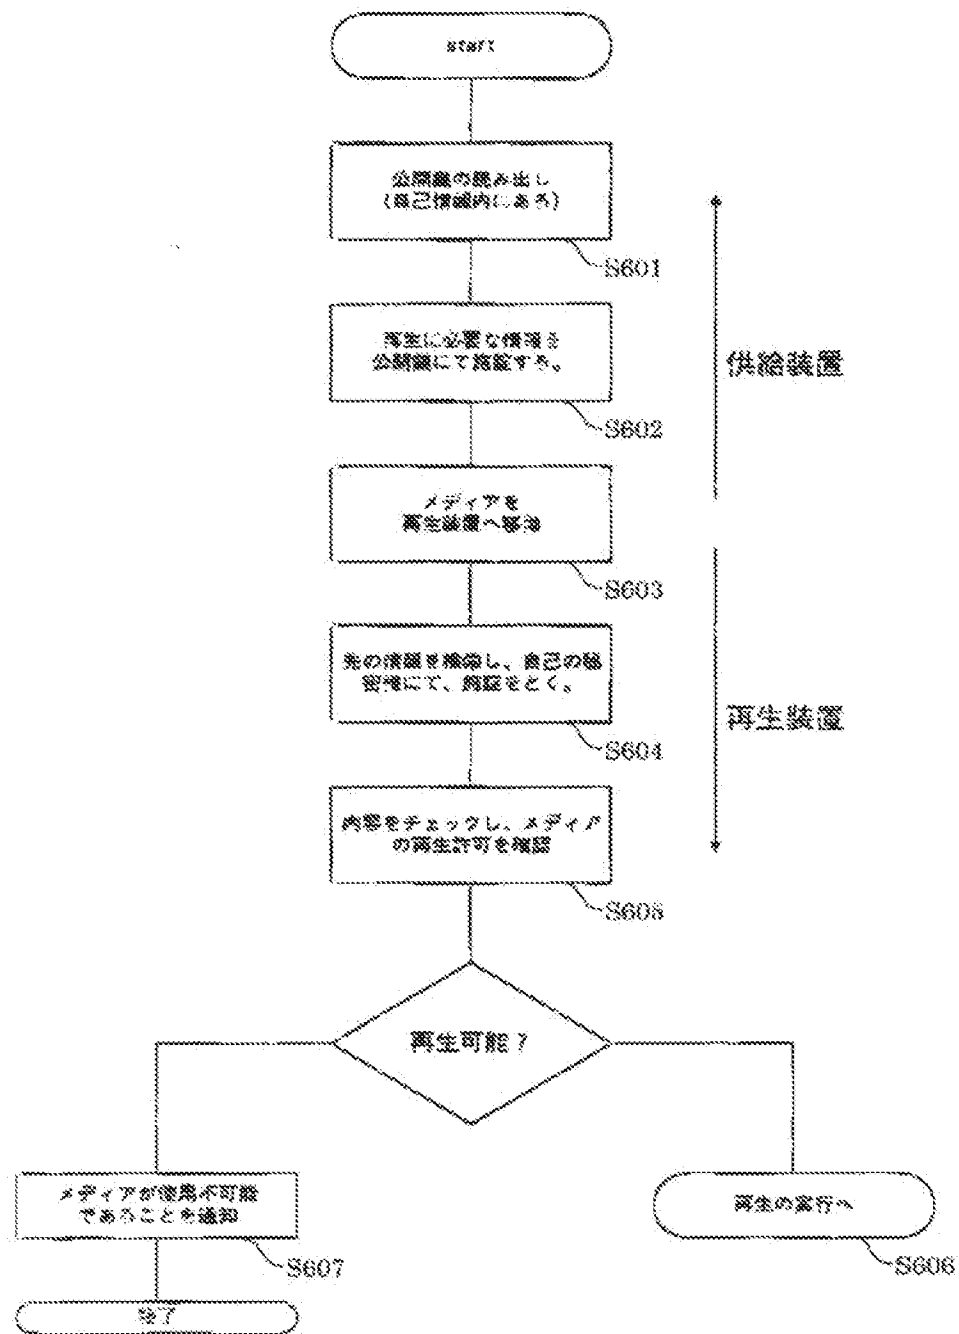 start
公開鍵の読み出し
(自己情報内にある)
S601
再生に必要な情報を
公開鍵にて施錠する。
S602
供給装置
メディアを
再生装置へ移動
S603
先の情報を検索し、自己の秘
密鍵にて、施錠をとく。
S604
再生装置
内容をチェックし、メディア
の再生許可を確認
S605
再生可能？
メディアが使用不可能
であることを通知
S607
再生の実行へ
S606
終了